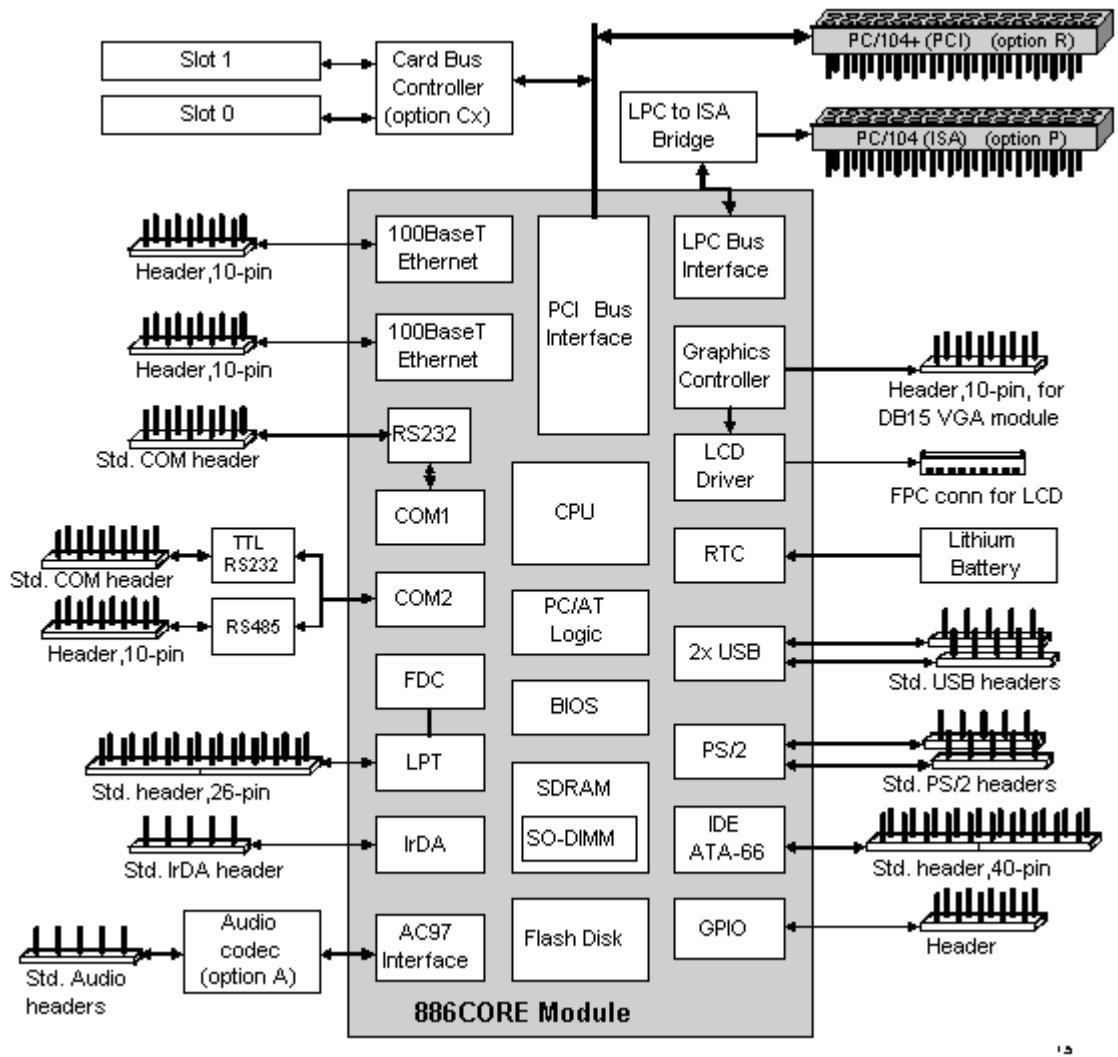 Slot 1
Slot 0
Card Bus
Controller
(option Cx)
PC/104+ (PCI) (option R)
LPC to ISA
Bridge
PC/104 (ISA) (option P)
Header,10-pin
100BaseT
Ethernet
Header,10-pin
100BaseT
Ethernet
PCI Bus
Interface
LPC Bus
Interface
Graphics
Controller
Header,10-pin, for
DB15 VGA module
Std. COM header
RS232
COM1
LCD
Driver
FPC conn for LCD
CPU
Std. COM header
TTL
RS232
Header,10-pin
RS485
COM2
RTC
Lithium
Battery
PC/AT
Logic
2x USB
Std. USB headers
FDC
BIOS
Std. header,26-pin
LPT
PS/2
Std. PS/2 headers
SDRAM
SO-DIMM
Std. IrDA header
IrDA
IDE
ATA-66
Std. header,40-pin
Std. Audio
headers
Audio
codec
(option A)
AC97
Interface
Flash Disk
GPIO
Header
886CORE Module